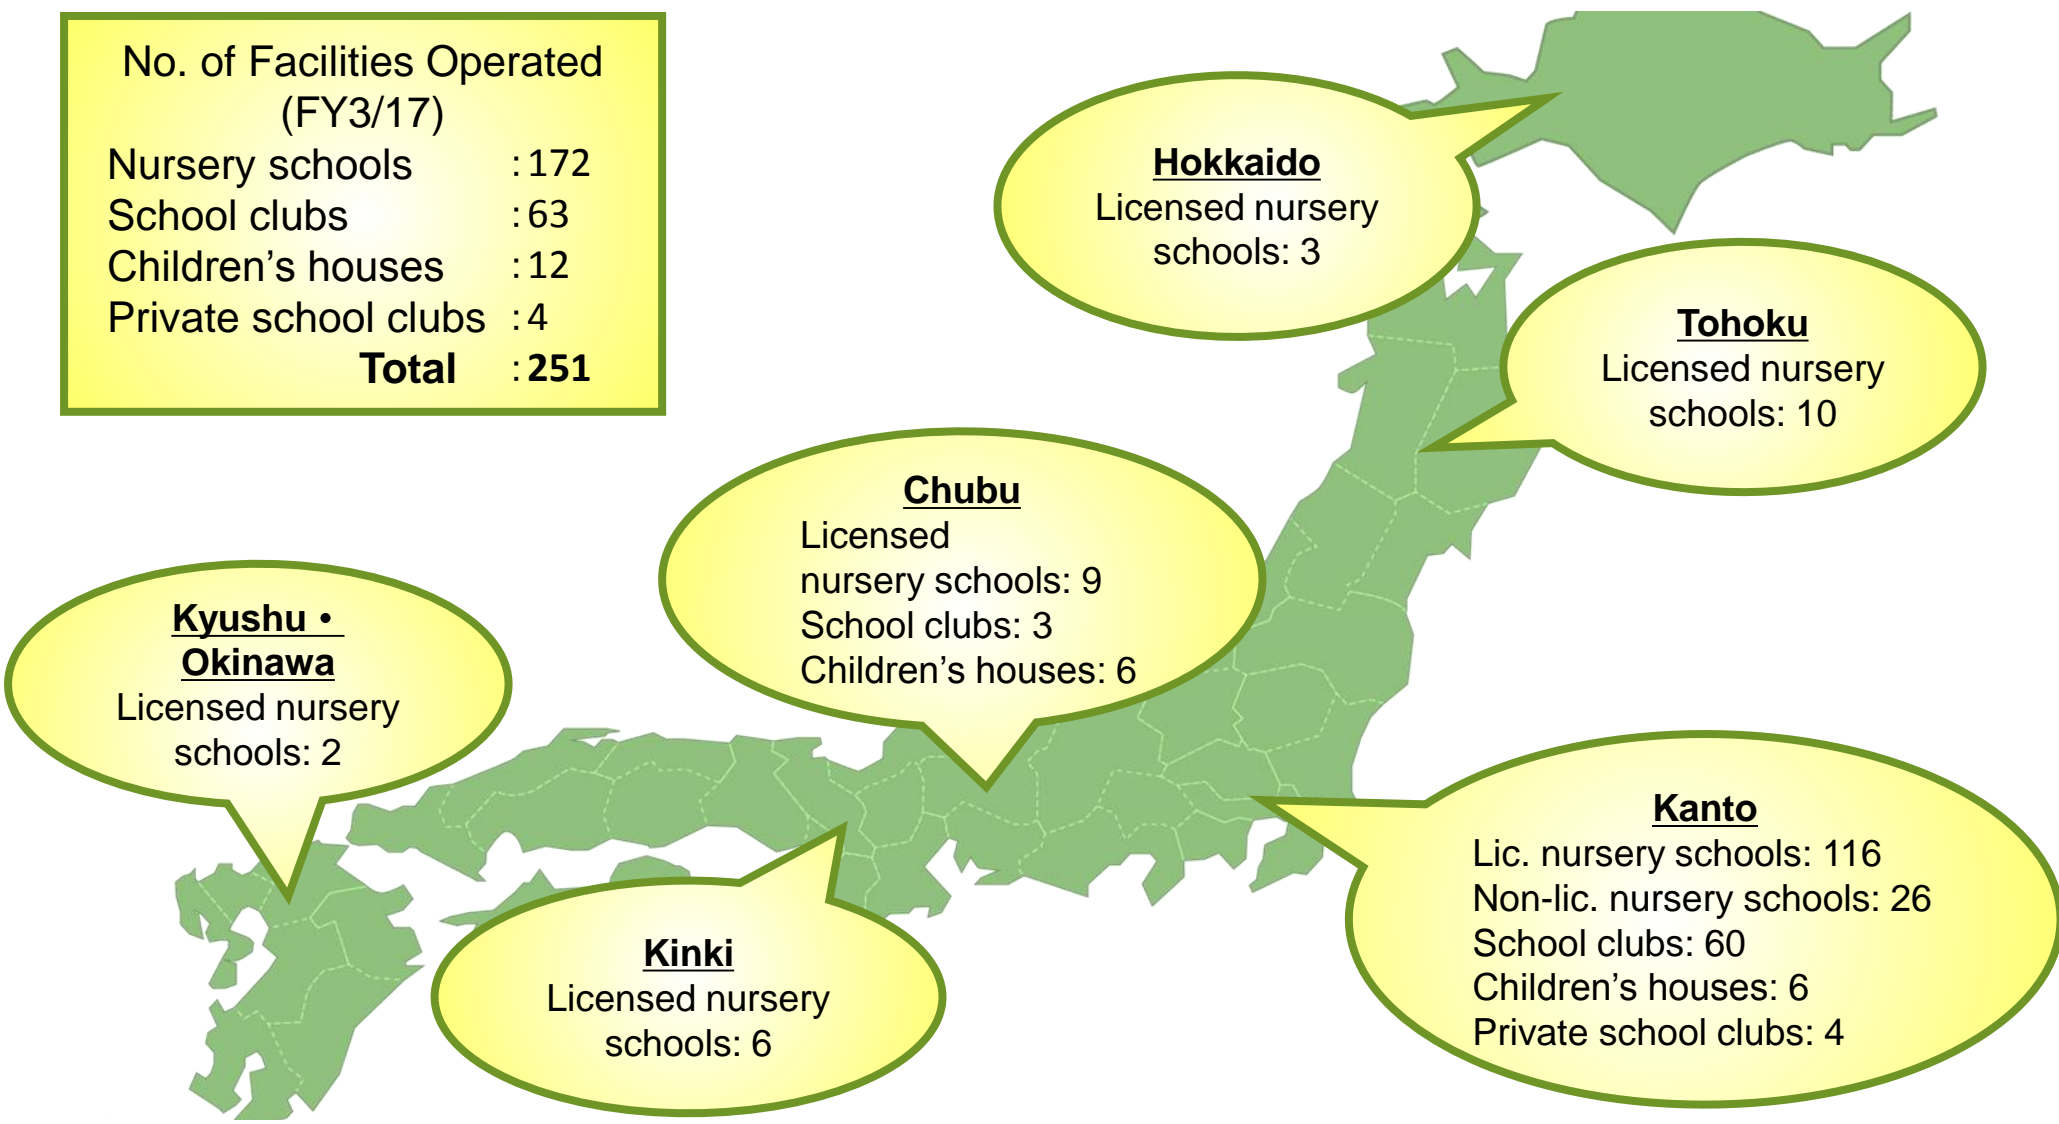 No. of Facilities Operated
(FY3/17)
Nursery schools :172
School clubs :63
Children’s houses :12
Private school clubs :4
Total :251
Hokkaido
Licensed nursery
schools: 3
Tohoku
Licensed nursery
schools: 10
Chubu
Licensed
nursery schools: 9
School clubs: 3
Children’s houses: 6
Kyushu・
Okinawa
Licensed nursery
schools: 2
Kanto
Lic. nursery schools: 116
Non-lic. nursery schools: 26
School clubs: 60
Children’s houses: 6
Private school clubs: 4
Kinki
Licensed nursery
schools: 6